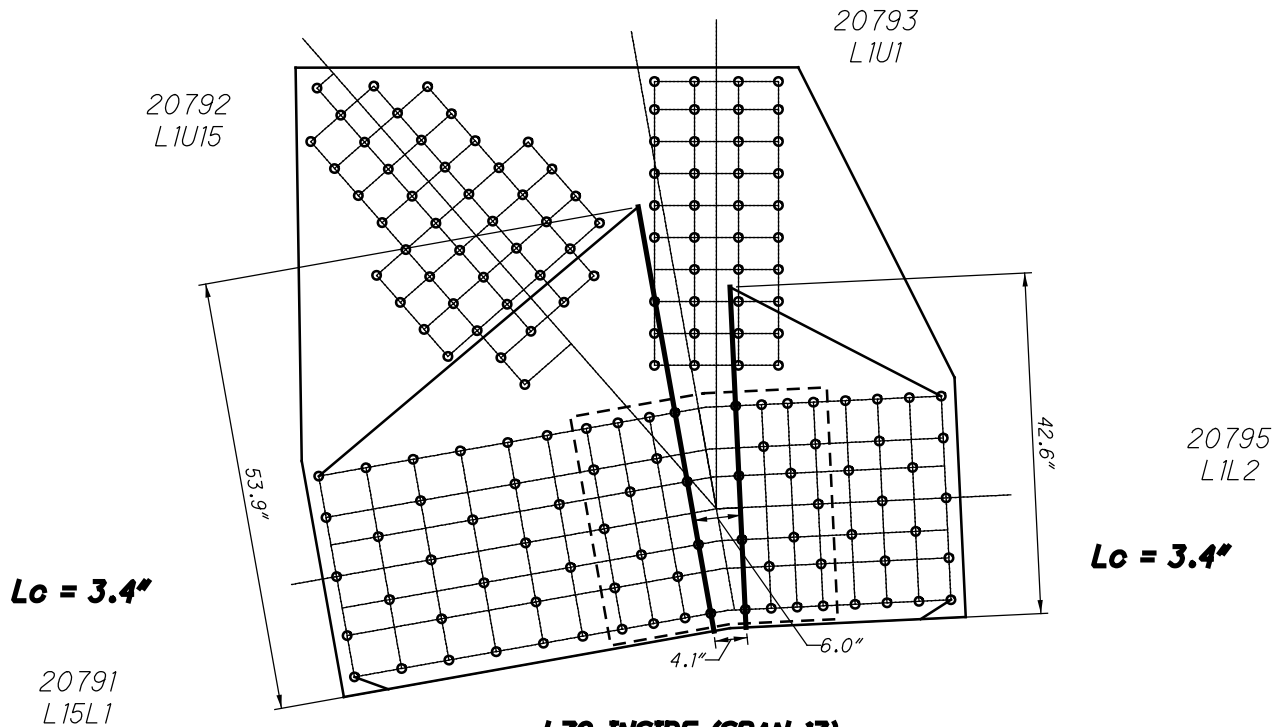 20793
L1U1
20792
L1U15
53.9"
42.6"
20795
L1L2
Lc = 3.4"
Lc = 3.4"
4.1"
6.0"
20791
L15L1